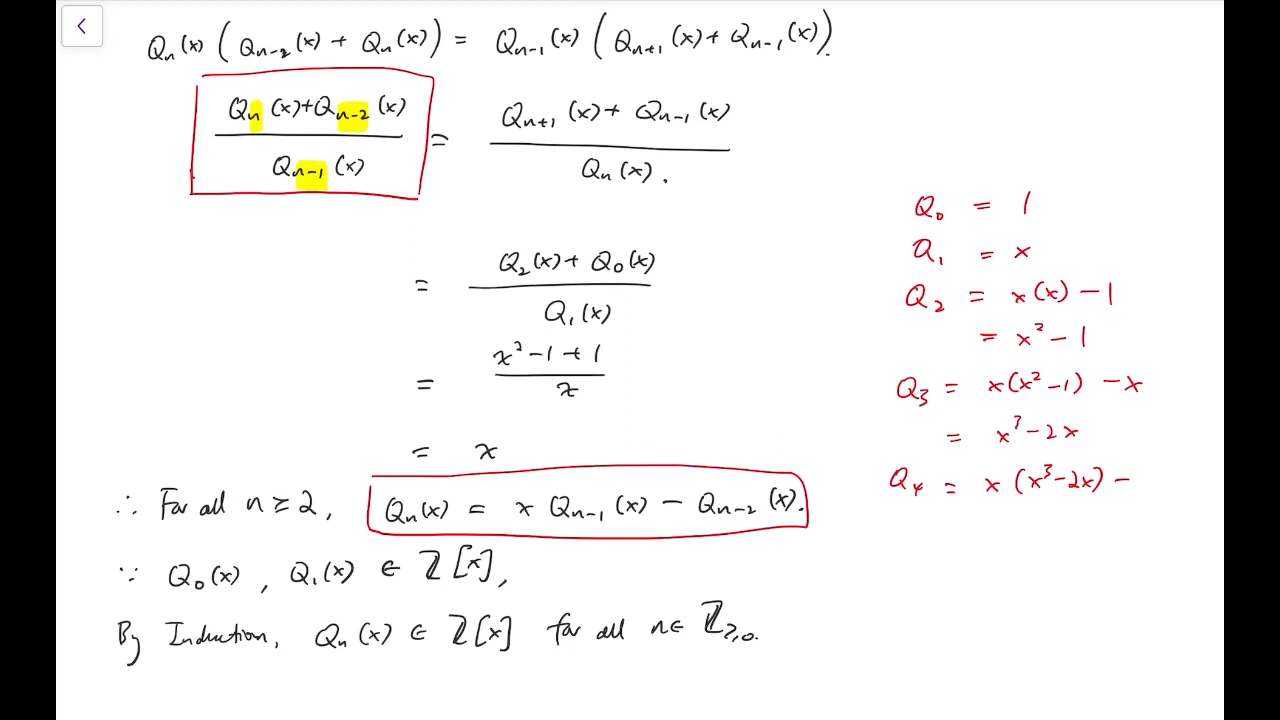 Qₙ(x) (Qₙ₋₂(x) + Qₙ(x)) = Qₙ₋₁(x) (Qₙ₊₁(x) + Qₙ₋₁(x)).
(Qₙ(x)+Qₙ₋₂(x)) / Qₙ₋₁(x) = (Qₙ₊₁(x) + Qₙ₋₁(x)) / Qₙ(x).
= (Q₂(x) + Q₀(x)) / Q₁(x)
= (x² - 1 + 1) / x
= x
∴ For all n ≥ 2, Qₙ(x) = x Qₙ₋₁(x) - Qₙ₋₂(x).
∵ Q₀(x), Q₁(x) ∈ ℤ[x],
By Induction, Qₙ(x) ∈ ℤ[x] for all n ∈ ℤ≥0.
Q₀ = 1
Q₁ = x
Q₂ = x(x) - 1
= x² - 1
Q₃ = x(x² - 1) - x
= x³ - 2x
Q₄ = x(x³ - 2x) -